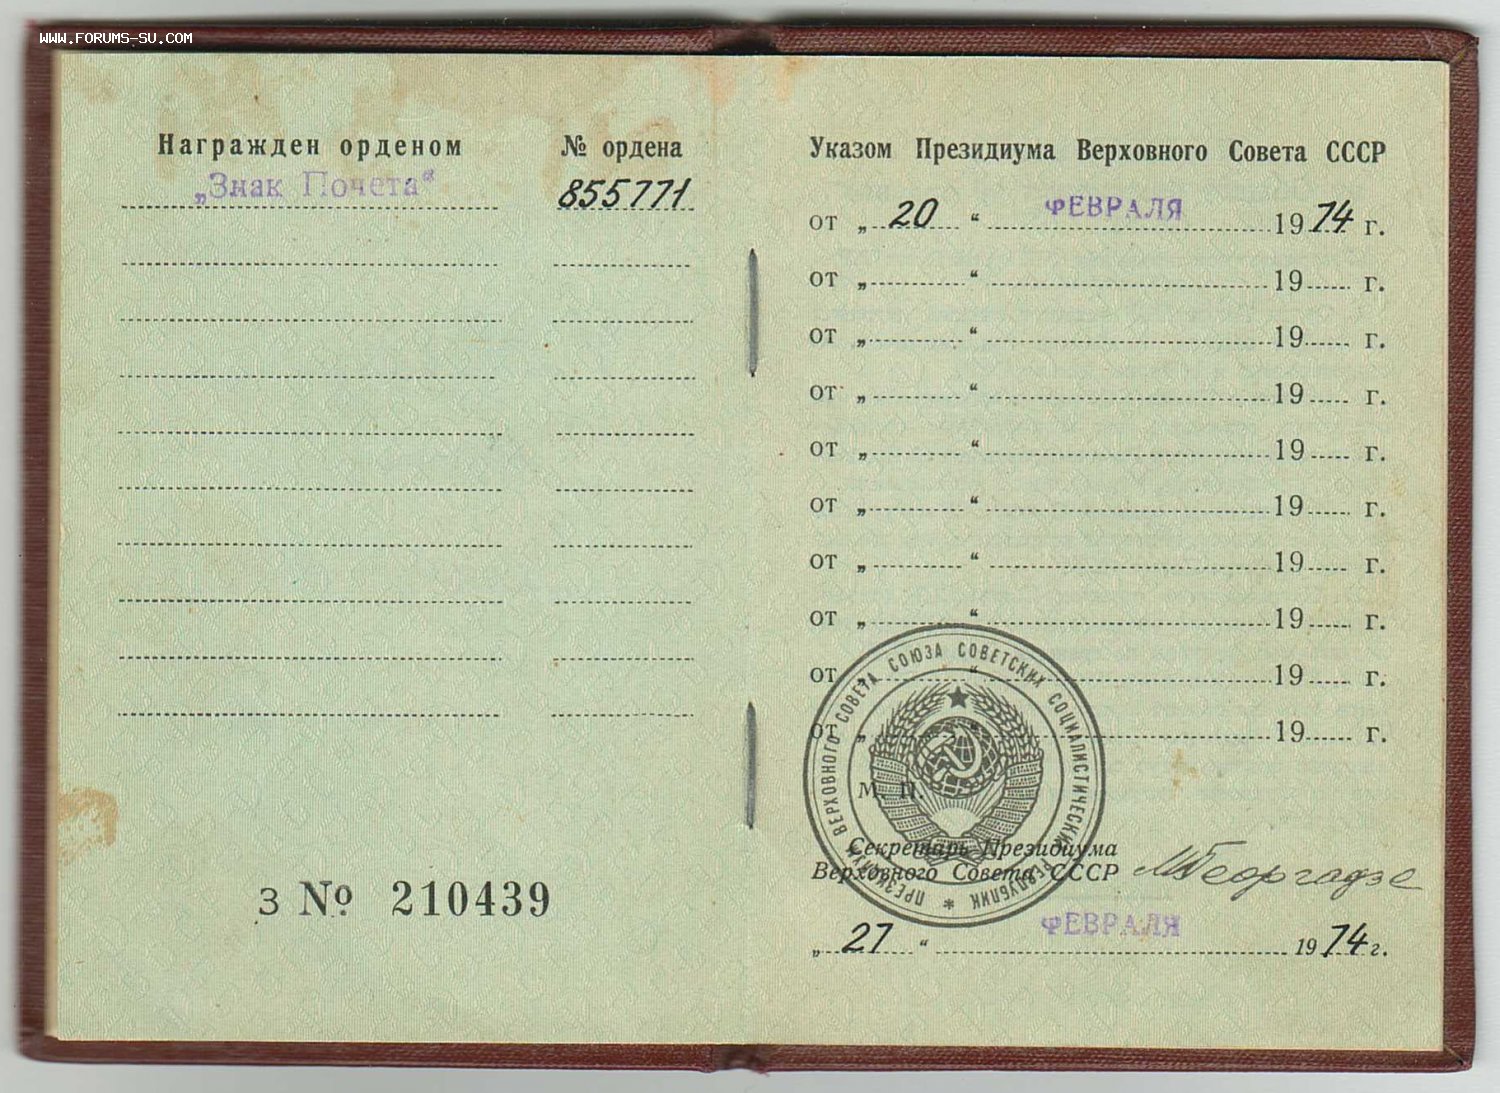 WWW.FORUMS-SU.COM
Награжден орденом
№ ордена
„Знак Почета“
855771
З № 210439
Указом Президиума Верховного Совета СССР
от „ 20 “ ФЕВРАЛЯ 1974 г.
от „ “ 19 г.
от „ “ 19 г.
от „ “ 19 г.
от „ “ 19 г.
от „ “ 19 г.
от „ “ 19 г.
от „ “ 19 г.
от „ “ 19 г.
от „ “ 19 г.
ПРЕЗИДИУМ ВЕРХОВНОГО СОВЕТА СОЮЗА СОВЕТСКИХ СОЦИАЛИСТИЧЕСКИХ РЕСПУБЛИК *
М. П.
Секретарь Президиума
Верховного Совета СССР
МГеоргадзе
„ 27 “ ФЕВРАЛЯ 1974 г.